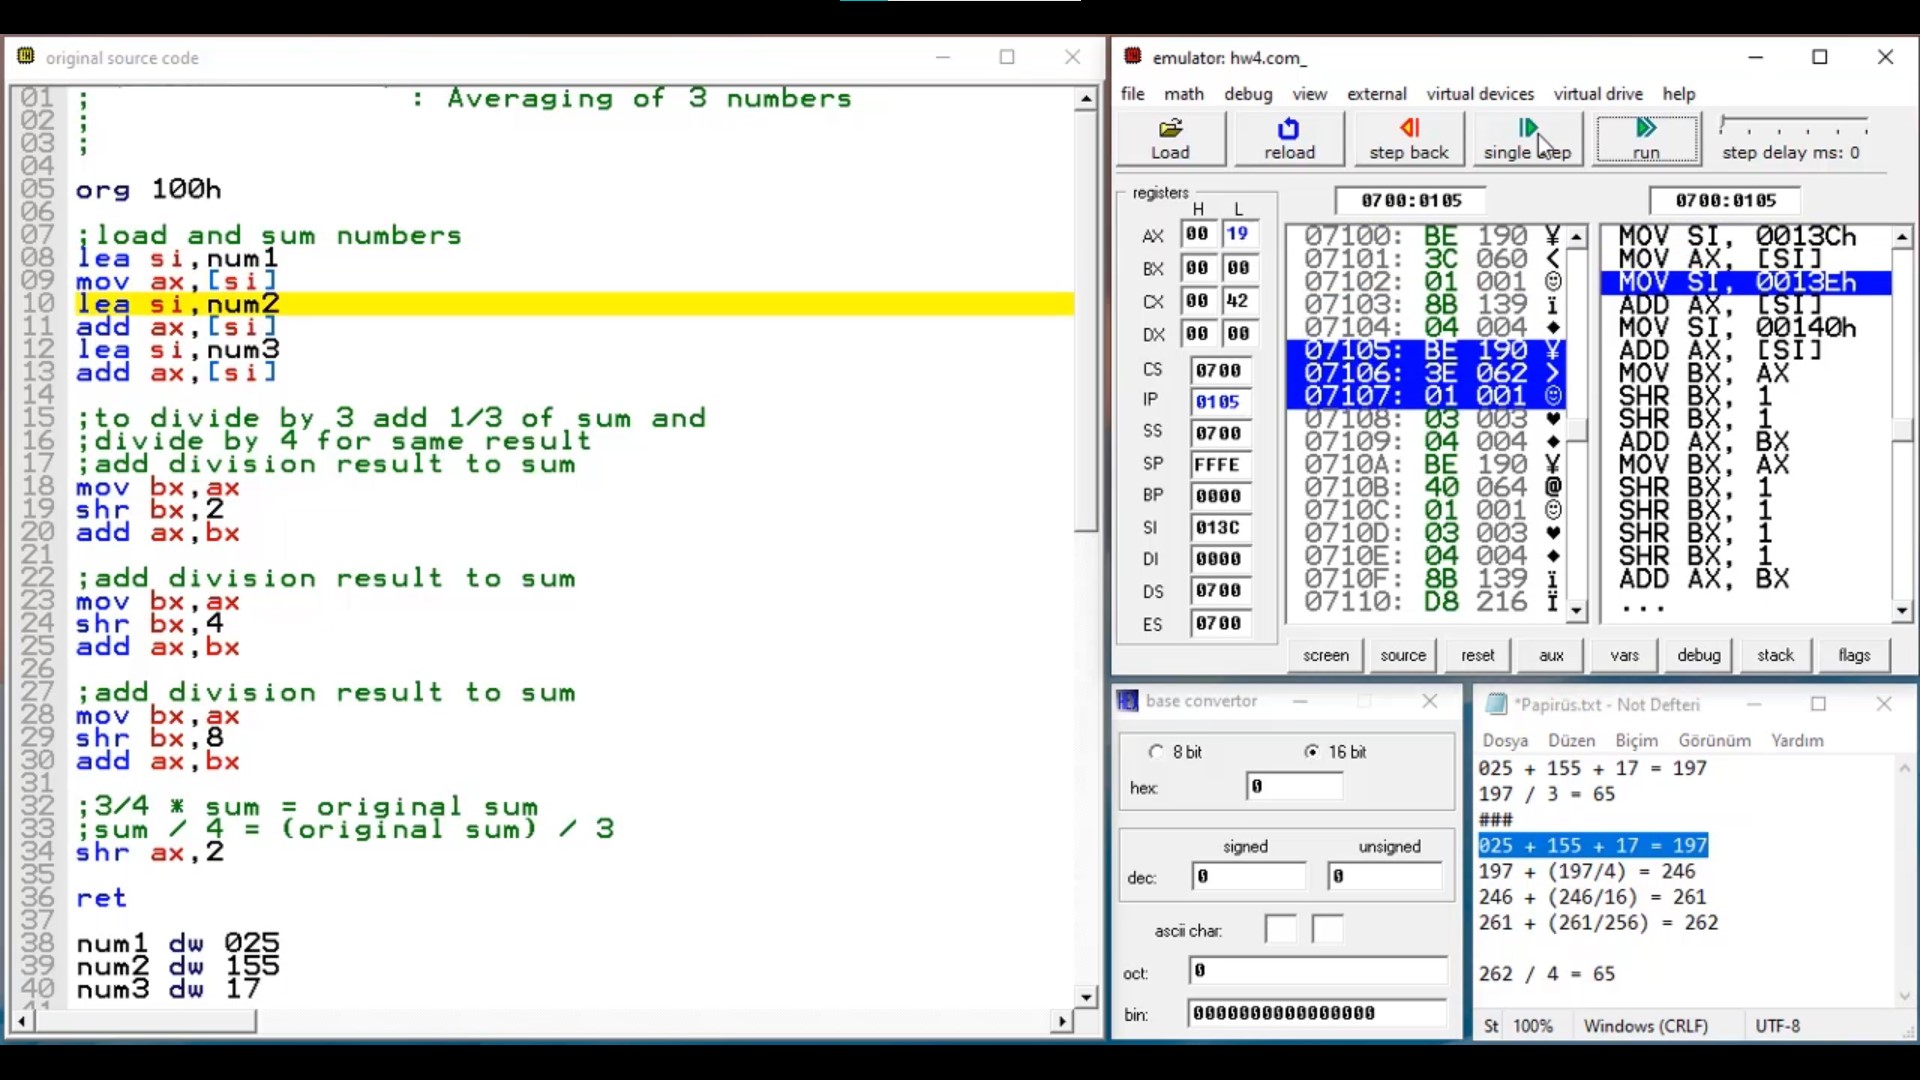 original source code
01 ; : Averaging of 3 numbers
02 ;
03 ;
04
05 org 100h
06
07 ;load and sum numbers
08 lea si,num1
09 mov ax,[si]
10 lea si,num2
11 add ax,[si]
12 lea si,num3
13 add ax,[si]
14
15 ;to divide by 3 add 1/3 of sum and
16 ;divide by 4 for same result
17 ;add division result to sum
18 mov bx,ax
19 shr bx,2
20 add ax,bx
21
22 ;add division result to sum
23 mov bx,ax
24 shr bx,4
25 add ax,bx
26
27 ;add division result to sum
28 mov bx,ax
29 shr bx,8
30 add ax,bx
31
32 ;3/4 * sum = original sum
33 ;sum / 4 = (original sum) / 3
34 shr ax,2
35
36 ret
37
38 num1 dw 025
39 num2 dw 155
40 num3 dw 17
emulator: hw4.com_
file math debug view external virtual devices virtual drive help
Load reload step back single step run step delay ms: 0
registers 0700:0105 0700:0105
H L
AX 00 19
BX 00 00
CX 00 42
DX 00 00
CS 0700
IP 0105
SS 0700
SP FFFE
BP 0000
SI 013C
DI 0000
DS 0700
ES 0700
07100: BE 190 ¥
07101: 3C 060 <
07102: 01 001 ☺
07103: 8B 139 ï
07104: 04 004 ♦
07105: BE 190 ¥
07106: 3E 062 >
07107: 01 001 ☺
07108: 03 003 ♥
07109: 04 004 ♦
0710A: BE 190 ¥
0710B: 40 064 @
0710C: 01 001 ☺
0710D: 03 003 ♥
0710E: 04 004 ♦
0710F: 8B 139 ï
07110: D8 216 Ï
MOV SI, 0013Ch
MOV AX, [SI]
MOV SI, 0013Eh
ADD AX, [SI]
MOV SI, 00140h
ADD AX, [SI]
MOV BX, AX
SHR BX, 1
SHR BX, 1
ADD AX, BX
MOV BX, AX
SHR BX, 1
SHR BX, 1
SHR BX, 1
SHR BX, 1
ADD AX, BX
...
screen source reset aux vars debug stack flags
base convertor
8 bit 16 bit
hex: 0
signed unsigned
dec: 0 0
ascii char:
oct: 0
bin: 0000000000000000
*Papirüs.txt - Not Defteri
Dosya Düzen Biçim Görünüm Yardım
025 + 155 + 17 = 197
197 / 3 = 65
###
025 + 155 + 17 = 197
197 + (197/4) = 246
246 + (246/16) = 261
261 + (261/256) = 262
262 / 4 = 65
St 100% Windows (CRLF) UTF-8